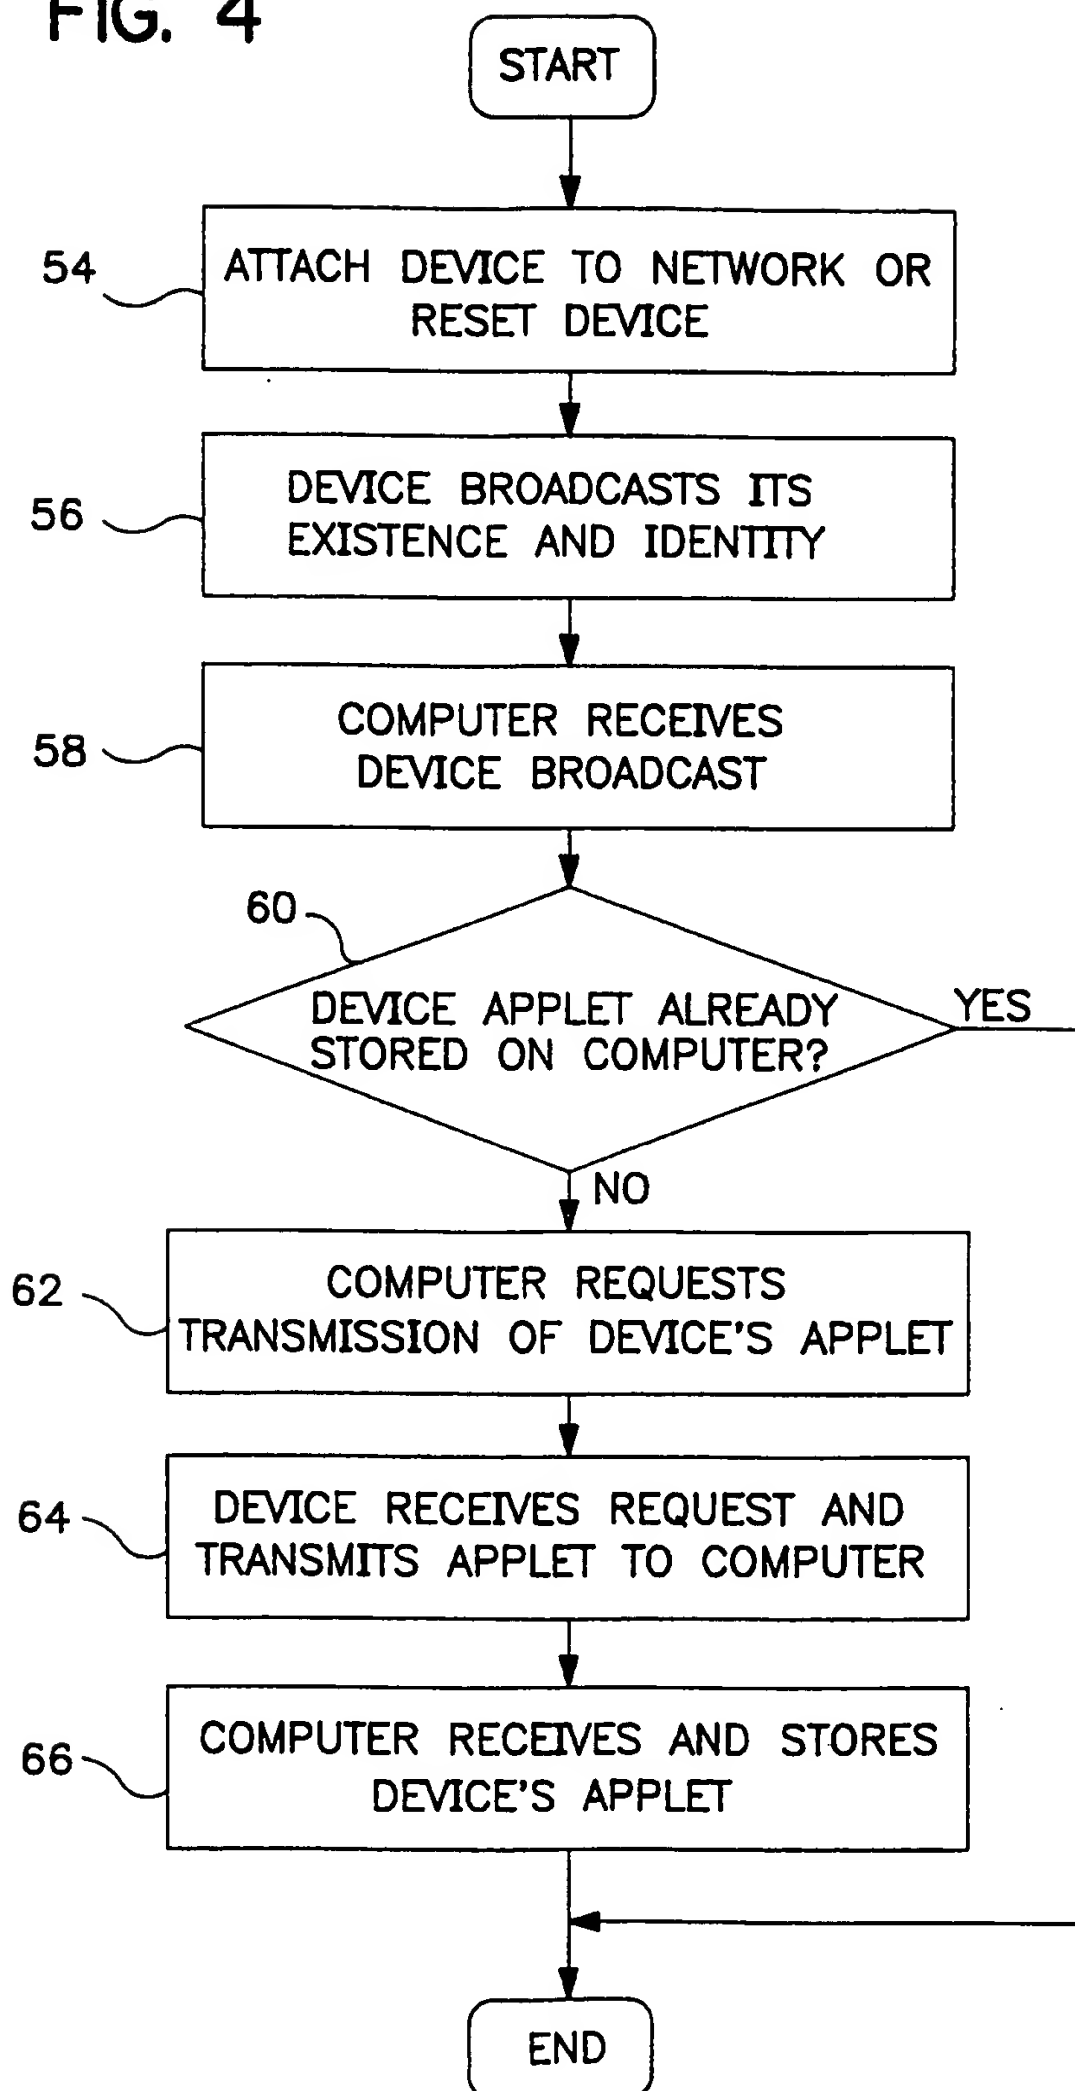 FIG. 4
START
54
ATTACH DEVICE TO NETWORK OR
RESET DEVICE
56
DEVICE BROADCASTS ITS
EXISTENCE AND IDENTITY
58
COMPUTER RECEIVES
DEVICE BROADCAST
60
DEVICE APPLET ALREADY
STORED ON COMPUTER?
YES
NO
62
COMPUTER REQUESTS
TRANSMISSION OF DEVICE'S APPLET
64
DEVICE RECEIVES REQUEST AND
TRANSMITS APPLET TO COMPUTER
66
COMPUTER RECEIVES AND STORES
DEVICE'S APPLET
END